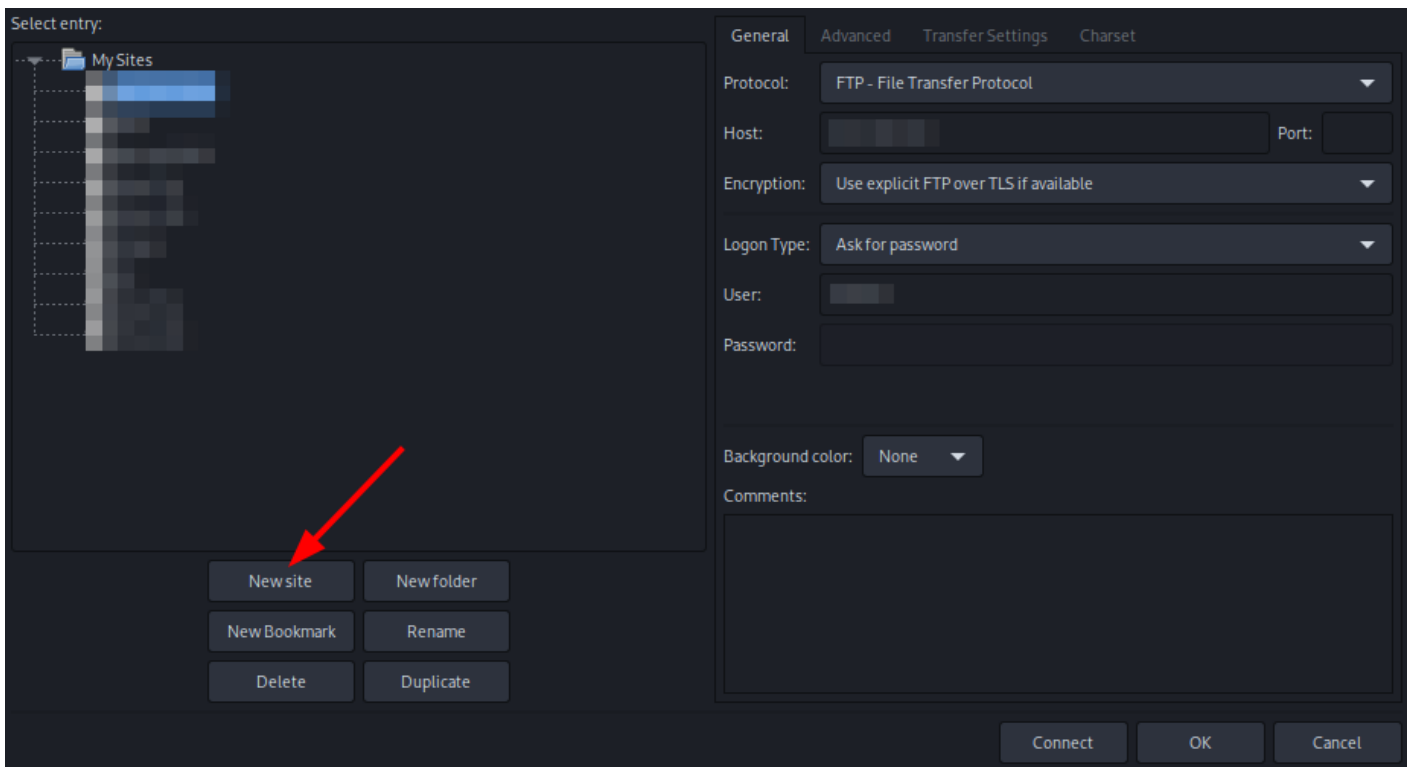 Select entry:
My Sites
New site
New folder
New Bookmark
Rename
Delete
Duplicate
General
Advanced
Transfer Settings
Charset
Protocol:
FTP - File Transfer Protocol
Host:
Port:
Encryption:
Use explicit FTP over TLS if available
Logon Type:
Ask for password
User:
Password:
Background color:
None
Comments:
Connect
OK
Cancel